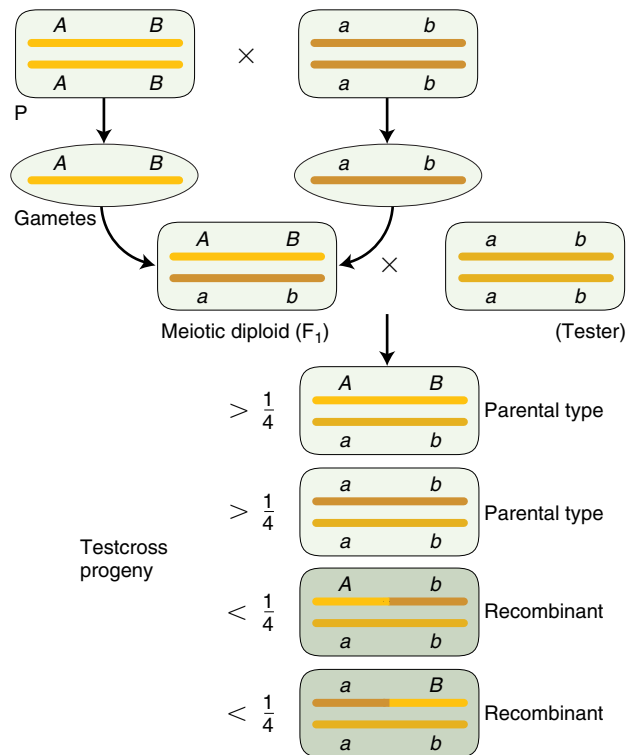 A B a b
×
A B a b
P
A B a b
Gametes
A B a b
×
a b a b
Meiotic diploid (F₁) (Tester)
A B
> 1/4 Parental type
a b
a b
> 1/4 Parental type
a b
Testcross
progeny
A b
< 1/4 Recombinant
a b
a B
< 1/4 Recombinant
a b